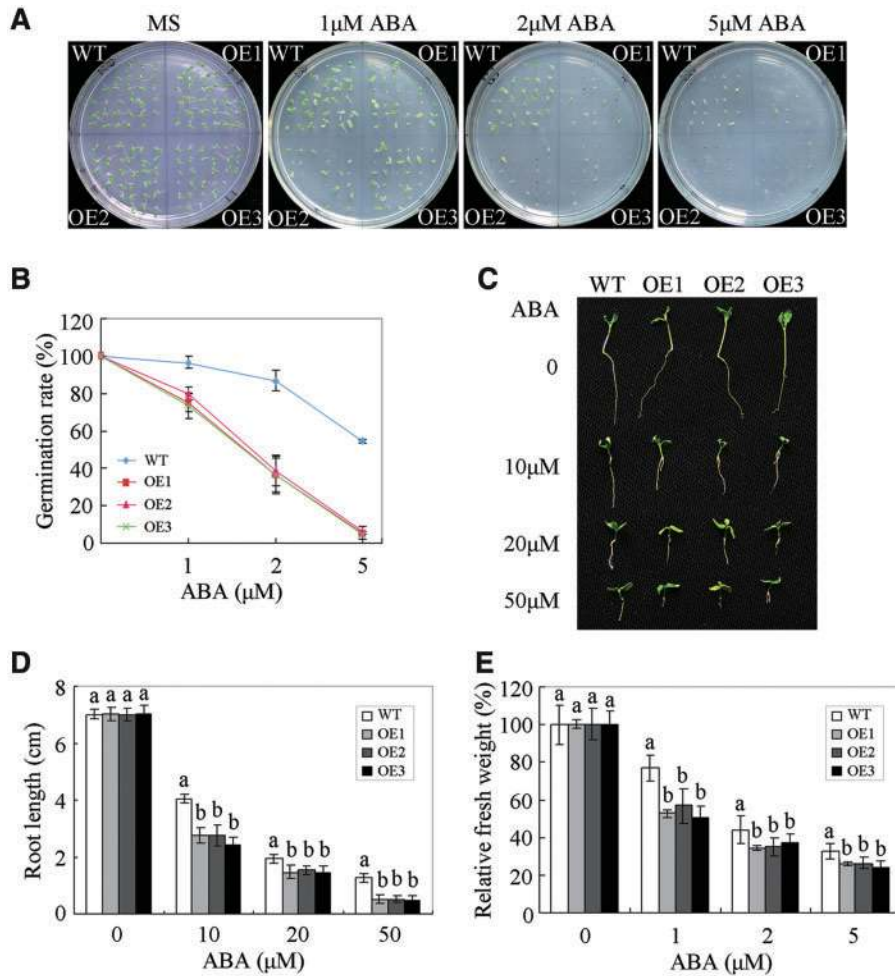 A
MS 1μM ABA 2μM ABA 5μM ABA
WT OE1 WT OE1 WT OE1 WT OE1
OE2 OE3 OE2 OE3 OE2 OE3 OE2 OE3
B
120
100
80
60
40
20
0
Germination rate (%)
WT
OE1
OE2
OE3
1 2 5
ABA (μM)
C
WT OE1 OE2 OE3
ABA
0
10μM
20μM
50μM
D
8
6
4
2
0
Root length (cm)
a a a a
a b b b
a b b b
a b b b
WT
OE1
OE2
OE3
0 10 20 50
ABA (μM)
E
120
100
80
60
40
20
0
Relative fresh weight (%)
a a a a
a b b b
a b b b
a b b b
WT
OE1
OE2
OE3
0 1 2 5
ABA (μM)